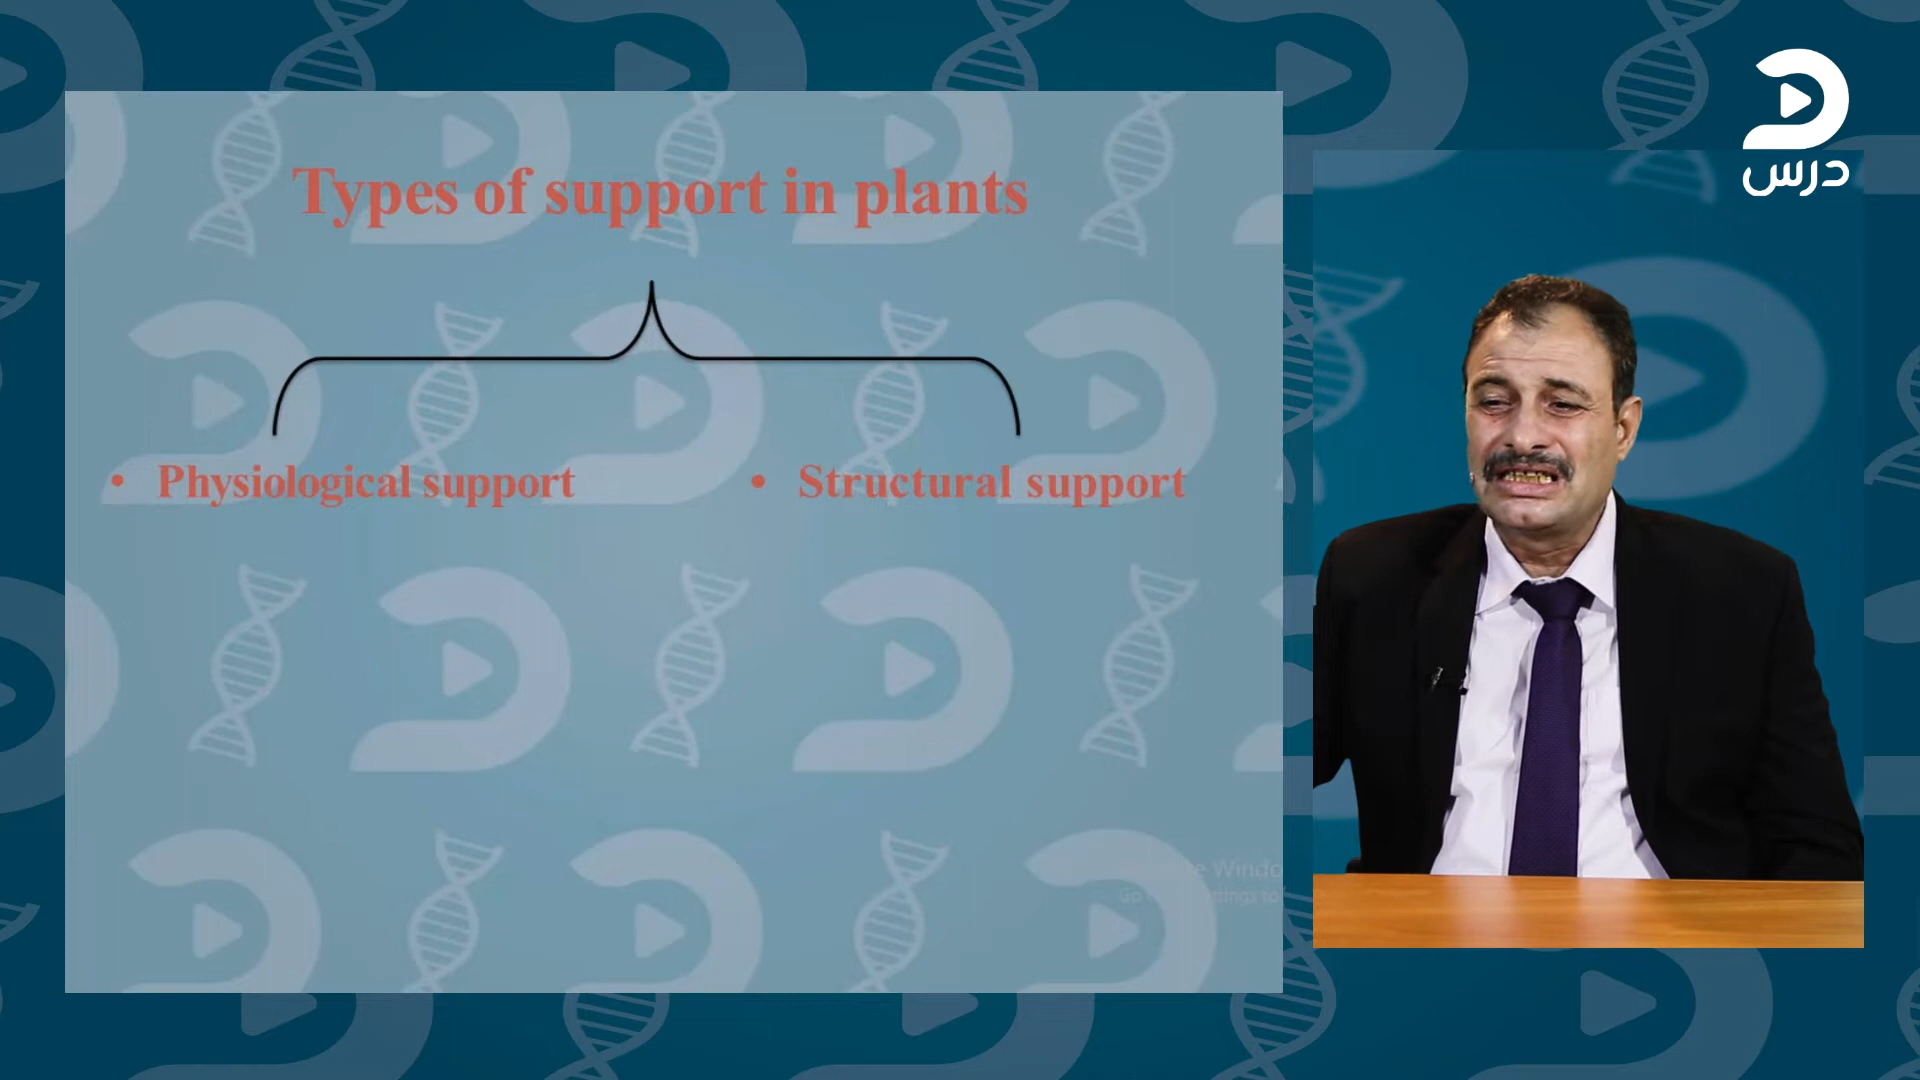 درس
Types of support in plants
• Physiological support
• Structural support